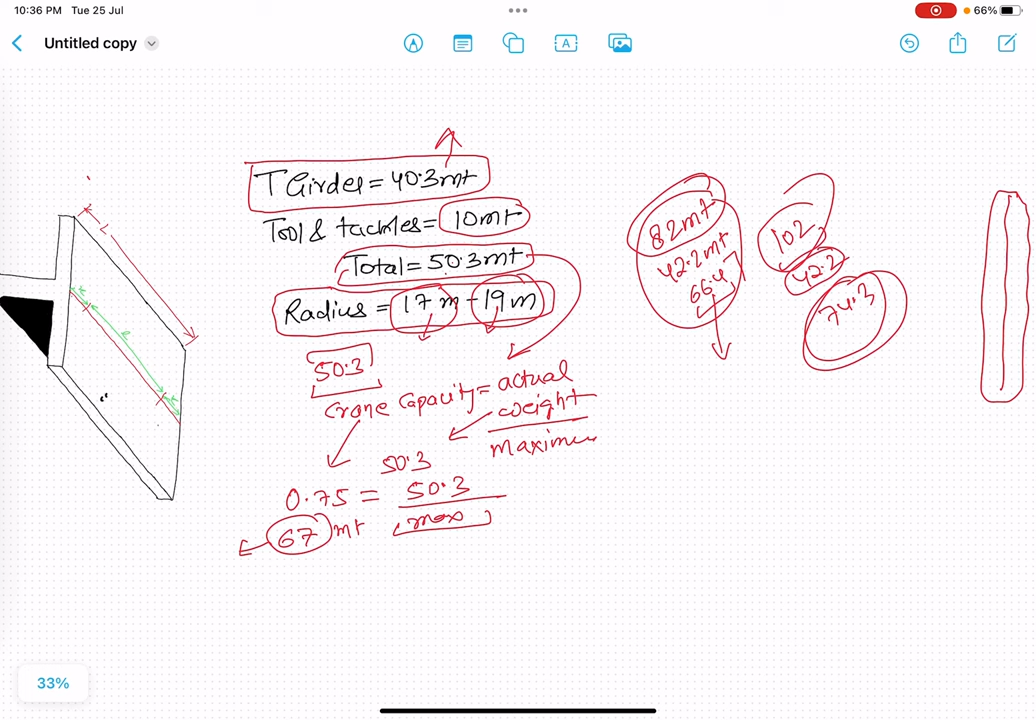 10:36 PM Tue 25 Jul
66%
Untitled copy
A
T Girder = 40.3mt
Tool & tackles = 10mt
Total = 50.3mt
Radius = 17 m - 19 m
50.3
Crane Capacity = actual
weight
maximum
50.3
0.75 = 50.3
max
67 mt
82mt
42.2mt
66.4
102
42.2
74.3
L
33%